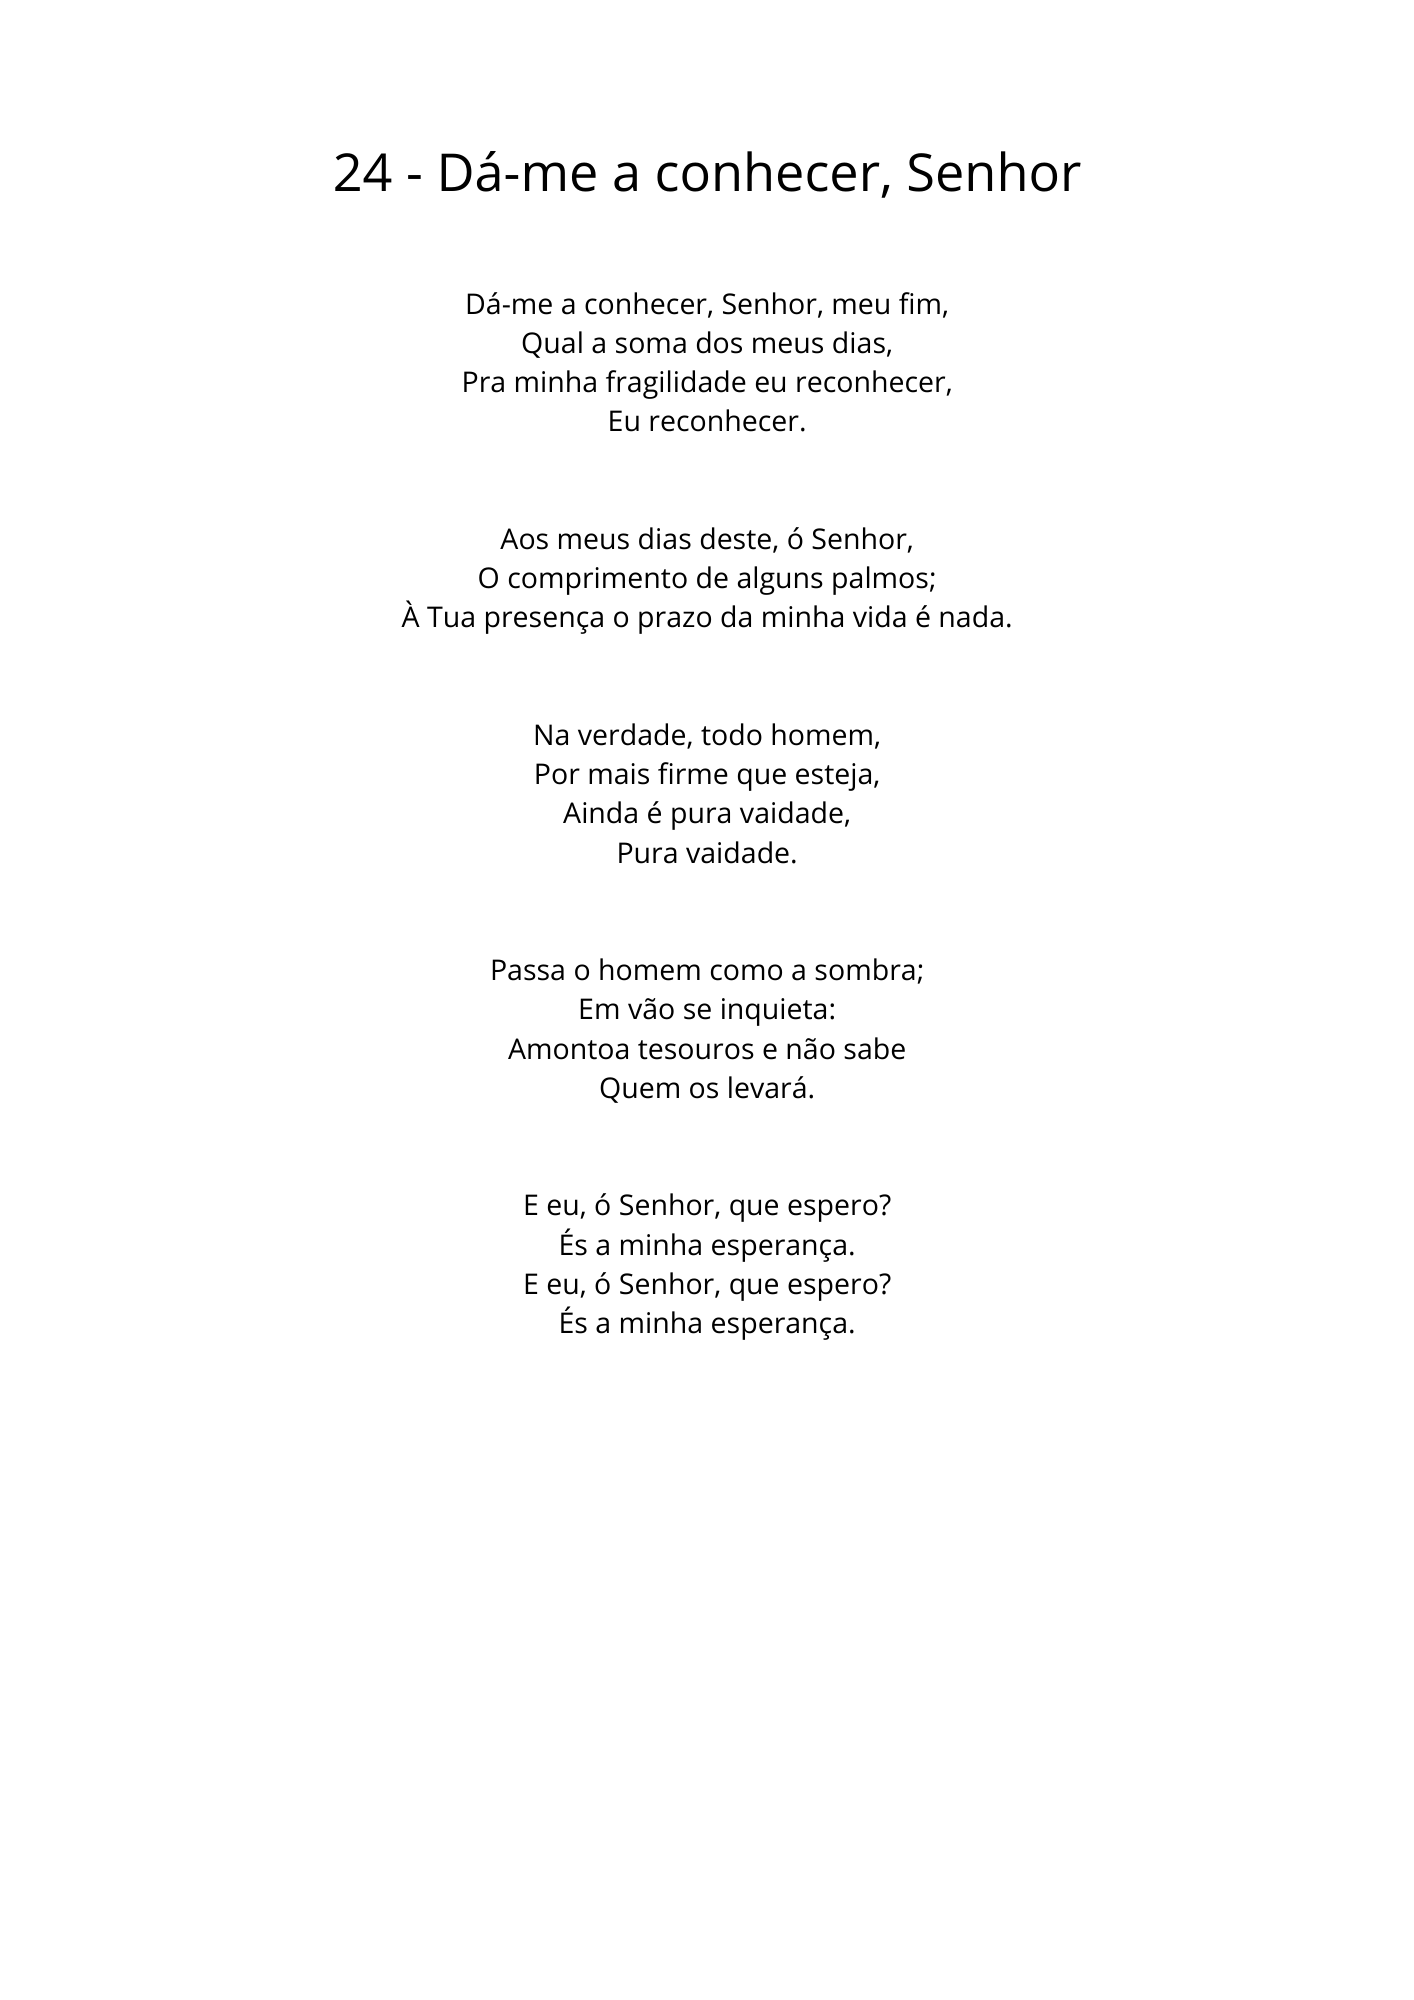 24 - Dá-me a conhecer, Senhor
Dá-me a conhecer, Senhor, meu fim,
Qual a soma dos meus dias,
Pra minha fragilidade eu reconhecer,
Eu reconhecer.
Aos meus dias deste, ó Senhor,
O comprimento de alguns palmos;
À Tua presença o prazo da minha vida é nada.
Na verdade, todo homem,
Por mais firme que esteja,
Ainda é pura vaidade,
Pura vaidade.
Passa o homem como a sombra;
Em vão se inquieta:
Amontoa tesouros e não sabe
Quem os levará.
E eu, ó Senhor, que espero?
És a minha esperança.
E eu, ó Senhor, que espero?
És a minha esperança.